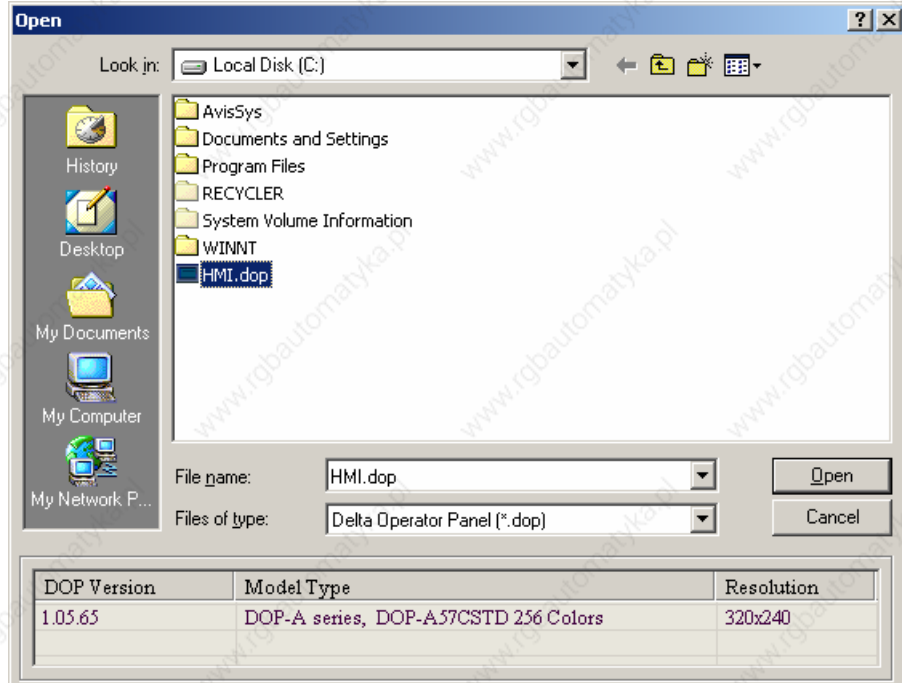 Open
Look in:
Local Disk (C:)
History
Desktop
My Documents
My Computer
My Network P...
AvisSys
Documents and Settings
Program Files
RECYCLER
System Volume Information
WINNT
HMI.dop
File name:
HMI.dop
Open
Files of type:
Delta Operator Panel (*.dop)
Cancel
DOP Version Model Type Resolution
1.05.65 DOP-A series, DOP-A57CSTD 256 Colors 320x240
www.rgbautomatyka.pl